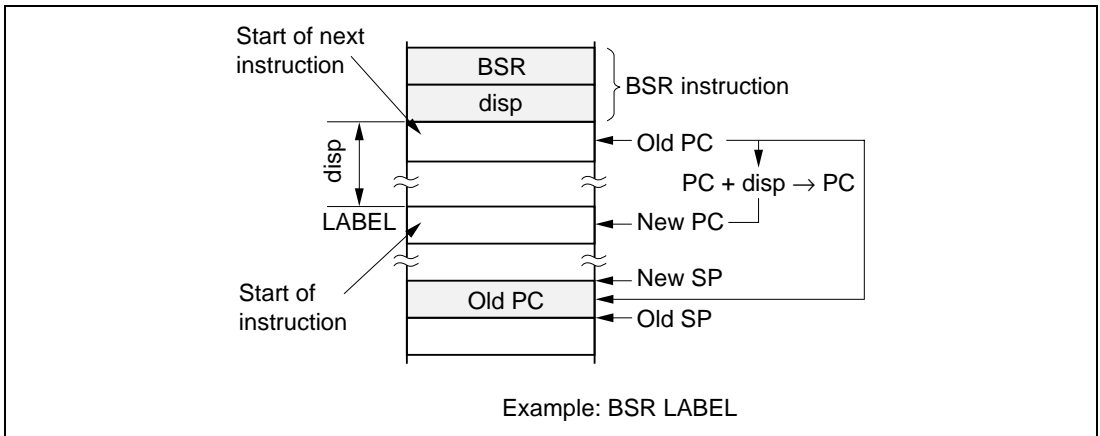 Start of next
instruction
BSR
disp
BSR instruction
disp
Old PC
PC + disp → PC
LABEL
New PC
New SP
Start of
instruction
Old PC
Old SP
Example: BSR LABEL